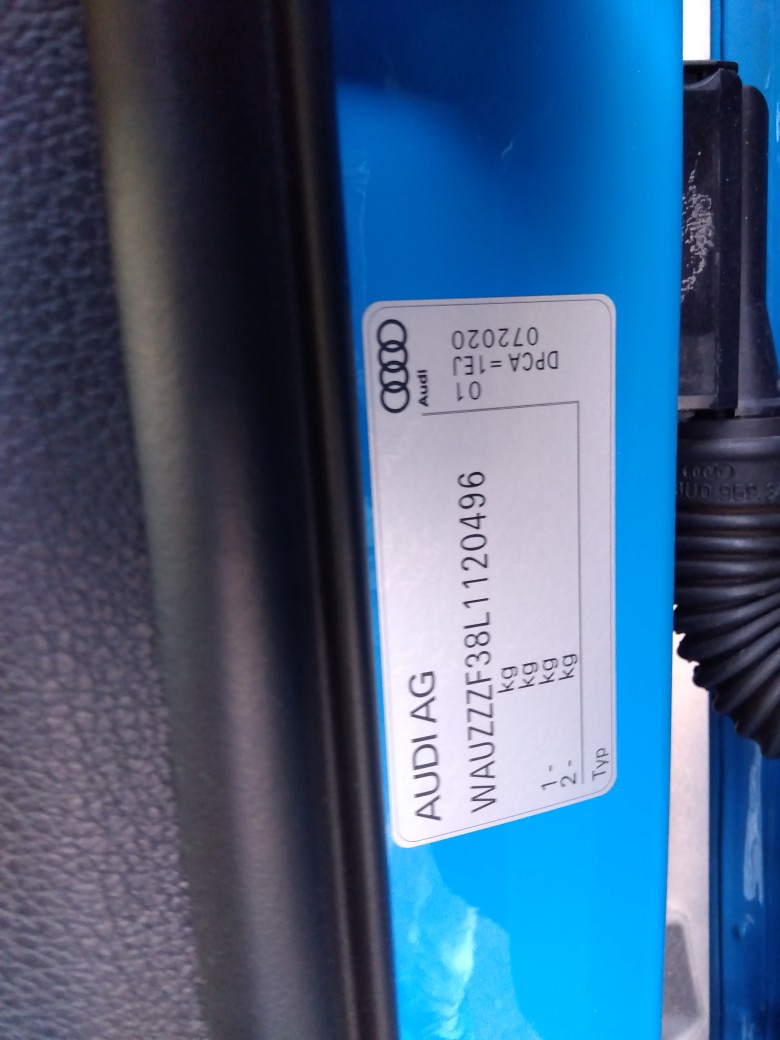 AUDI AG
WAUZZZF38L1120496
kg
kg
1 - kg
2 - kg
Typ
Audi
01
DPCA =1EJ
072020